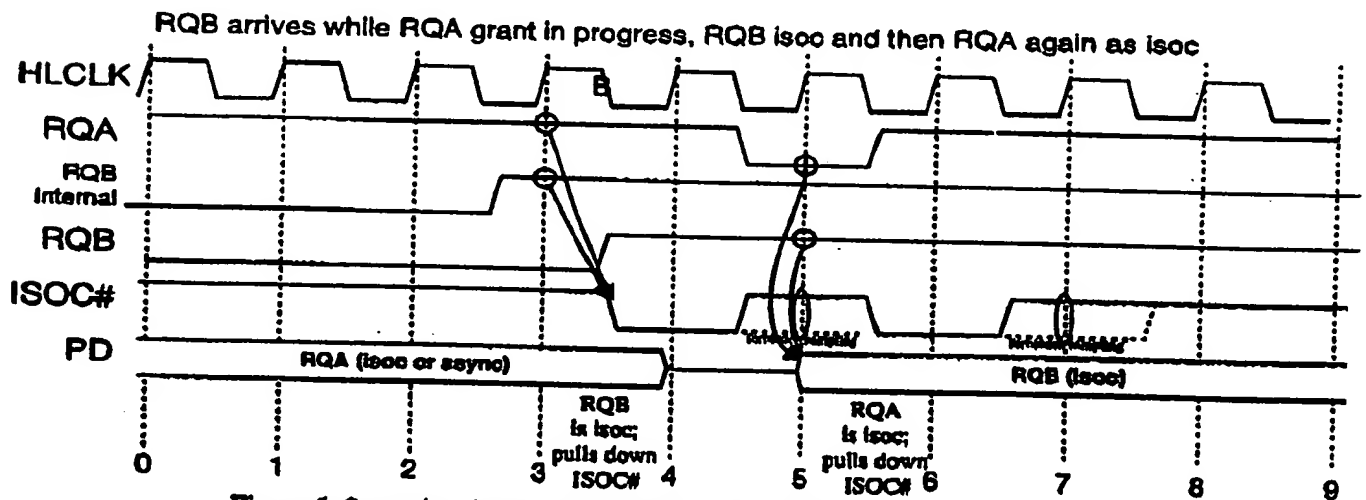 RQB arrives while RQA grant in progress, RQB isoc and then RQA again as isoc
HLCLK
B
RQA
RQB
Internal
RQB
ISOC#
PD
RQA (isoc or async)
RQB (isoc)
RQB
is isoc;
pulls down
ISOC#
RQA
is isoc;
pulls down
ISOC#
0 1 2 3 4 5 6 7 8 9